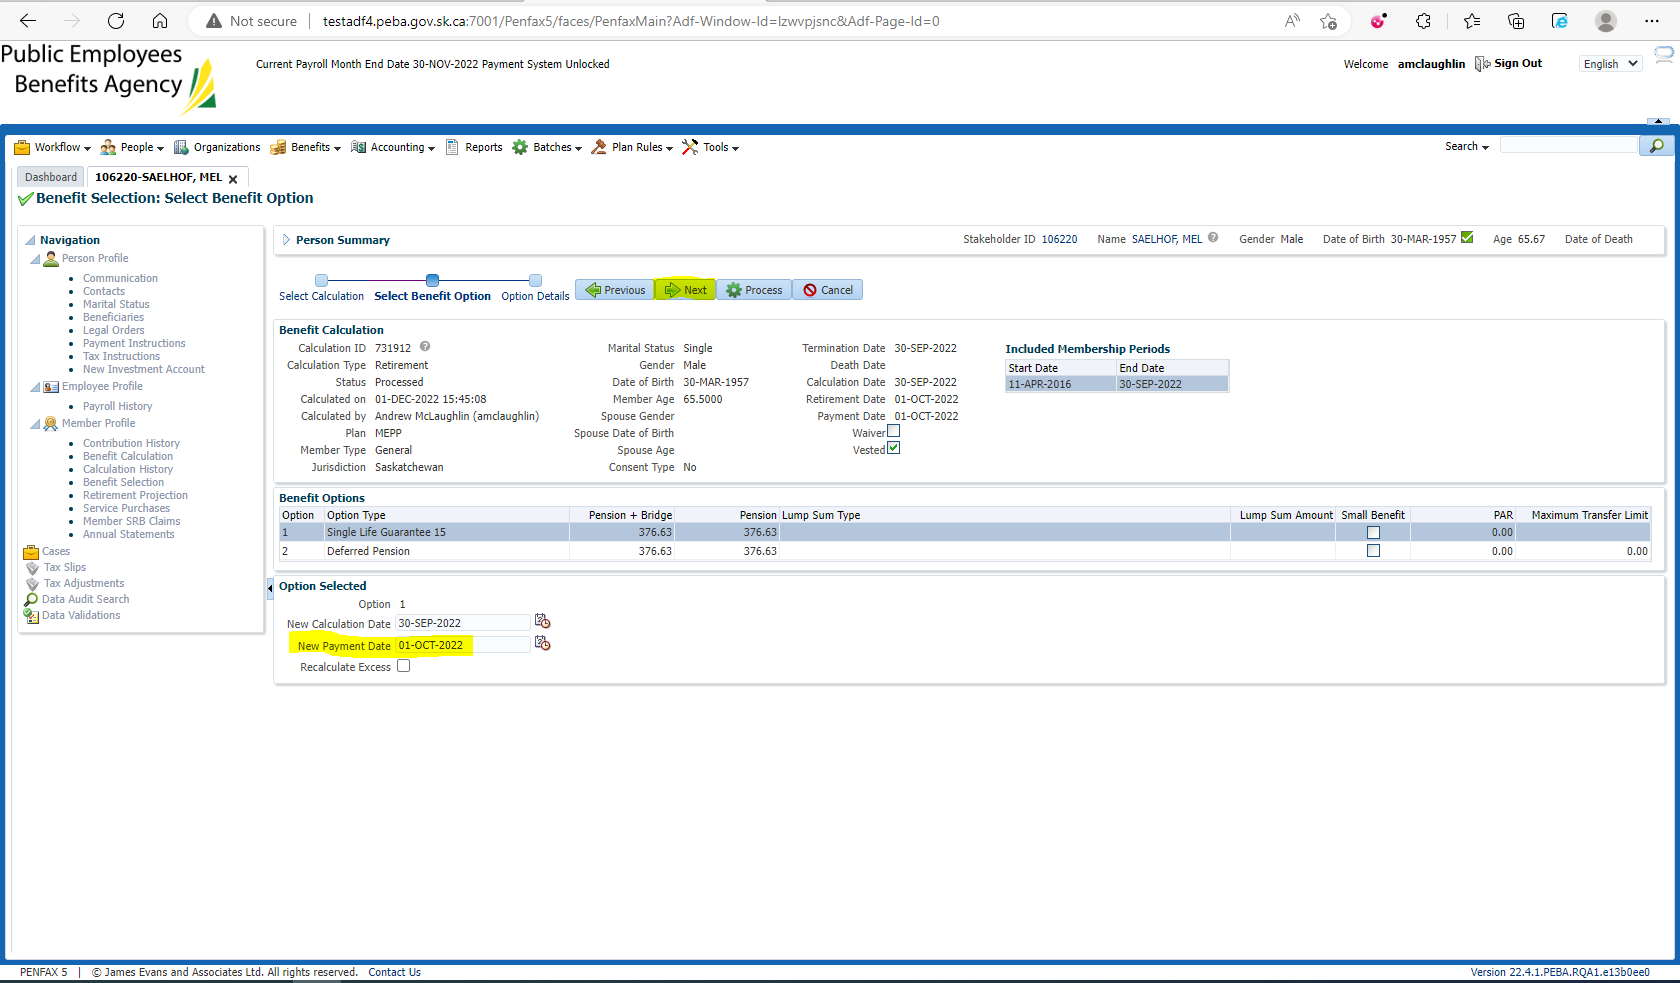 Not secure | testadf4.peba.gov.sk.ca:7001/Penfax5/faces/PenfaxMain?Adf-Window-Id=lzwvpjsnc&Adf-Page-Id=0
Public Employees
Benefits Agency
Current Payroll Month End Date 30-NOV-2022 Payment System Unlocked
Welcome amclaughlin Sign Out English
Workflow People Organizations Benefits Accounting Reports Batches Plan Rules Tools Search
Dashboard 106220-SAELHOF, MEL
Benefit Selection: Select Benefit Option
Navigation
Person Profile
Communication
Contacts
Marital Status
Beneficiaries
Legal Orders
Payment Instructions
Tax Instructions
New Investment Account
Employee Profile
Payroll History
Member Profile
Contribution History
Benefit Calculation
Calculation History
Benefit Selection
Retirement Projection
Service Purchases
Member SRB Claims
Annual Statements
Cases
Tax Slips
Tax Adjustments
Data Audit Search
Data Validations
Person Summary Stakeholder ID 106220 Name SAELHOF, MEL Gender Male Date of Birth 30-MAR-1957 Age 65.67 Date of Death
Select Calculation Select Benefit Option Option Details Previous Next Process Cancel
Benefit Calculation
Calculation ID 731912
Calculation Type Retirement
Status Processed
Calculated on 01-DEC-2022 15:45:08
Calculated by Andrew McLaughlin (amclaughlin)
Plan MEPP
Member Type General
Jurisdiction Saskatchewan
Marital Status Single
Gender Male
Date of Birth 30-MAR-1957
Member Age 65.5000
Spouse Gender
Spouse Date of Birth
Spouse Age
Consent Type No
Termination Date 30-SEP-2022
Death Date
Calculation Date 30-SEP-2022
Retirement Date 01-OCT-2022
Payment Date 01-OCT-2022
Waiver
Vested
Included Membership Periods
Start Date End Date
11-APR-2016 30-SEP-2022
Benefit Options
Option Option Type Pension + Bridge Pension Lump Sum Type Lump Sum Amount Small Benefit PAR Maximum Transfer Limit
1 Single Life Guarantee 15 376.63 376.63 0.00
2 Deferred Pension 376.63 376.63 0.00 0.00
Option Selected
Option 1
New Calculation Date 30-SEP-2022
New Payment Date 01-OCT-2022
Recalculate Excess
PENFAX 5 | © James Evans and Associates Ltd. All rights reserved. Contact Us Version 22.4.1.PEBA.RQA1.e13b0ee0